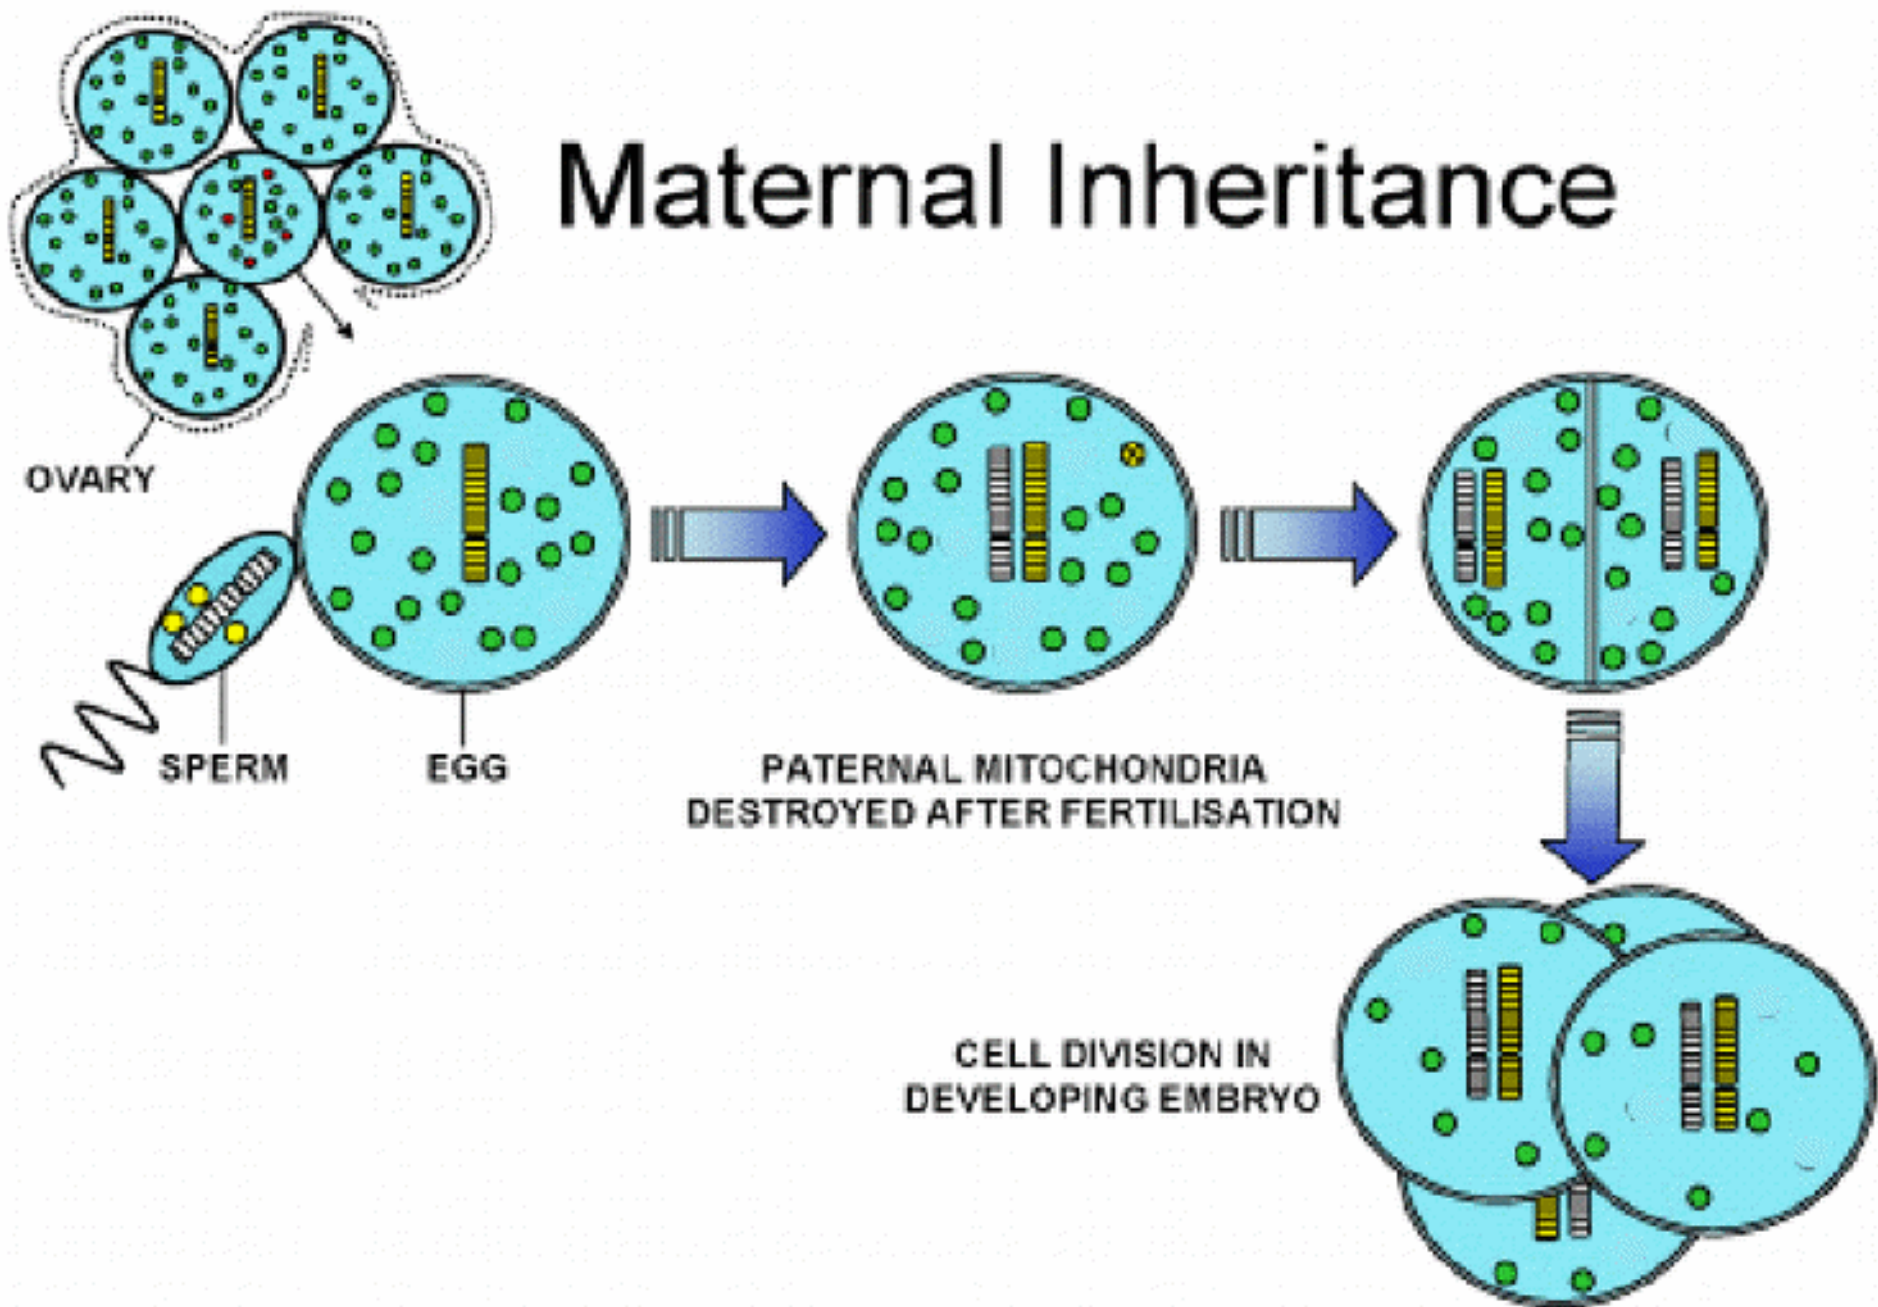 Maternal Inheritance
OVARY
SPERM
EGG
PATERNAL MITOCHONDRIA
DESTROYED AFTER FERTILISATION
CELL DIVISION IN
DEVELOPING EMBRYO